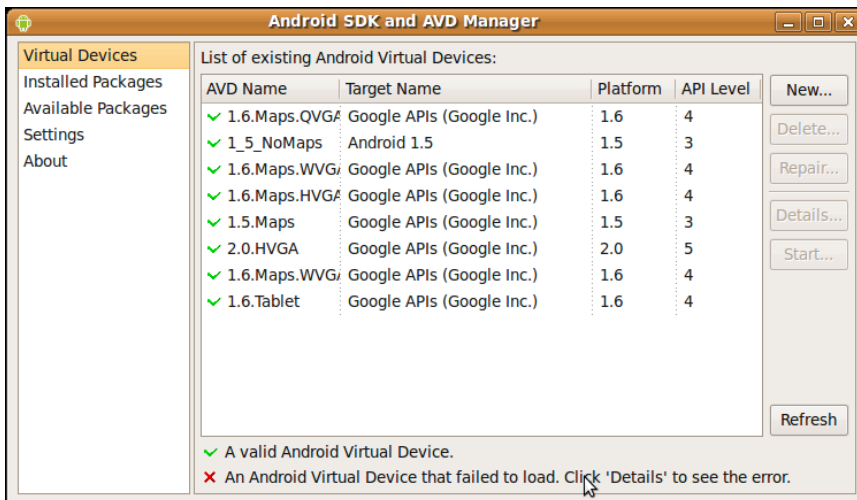 Android SDK and AVD Manager
Virtual Devices
Installed Packages
Available Packages
Settings
About
List of existing Android Virtual Devices:
AVD Name Target Name Platform API Level
1.6.Maps.QVGA Google APIs (Google Inc.) 1.6 4
1_5_NoMaps Android 1.5 1.5 3
1.6.Maps.WVGA Google APIs (Google Inc.) 1.6 4
1.6.Maps.HVGA Google APIs (Google Inc.) 1.6 4
1.5.Maps Google APIs (Google Inc.) 1.5 3
2.0.HVGA Google APIs (Google Inc.) 2.0 5
1.6.Maps.WVGA Google APIs (Google Inc.) 1.6 4
1.6.Tablet Google APIs (Google Inc.) 1.6 4
New...
Delete...
Repair...
Details...
Start...
Refresh
A valid Android Virtual Device.
An Android Virtual Device that failed to load. Click 'Details' to see the error.